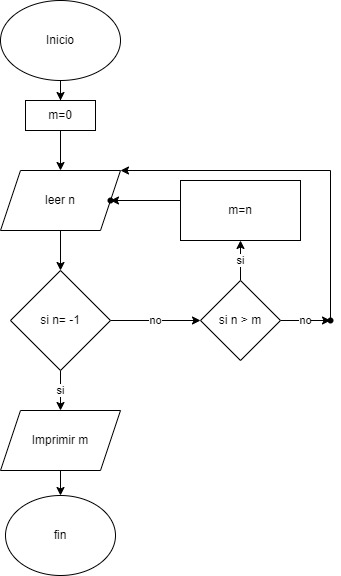 Inicio
m=0
leer n
m=n
si
si n= -1
no
si n > m
no
si
Imprimir m
fin